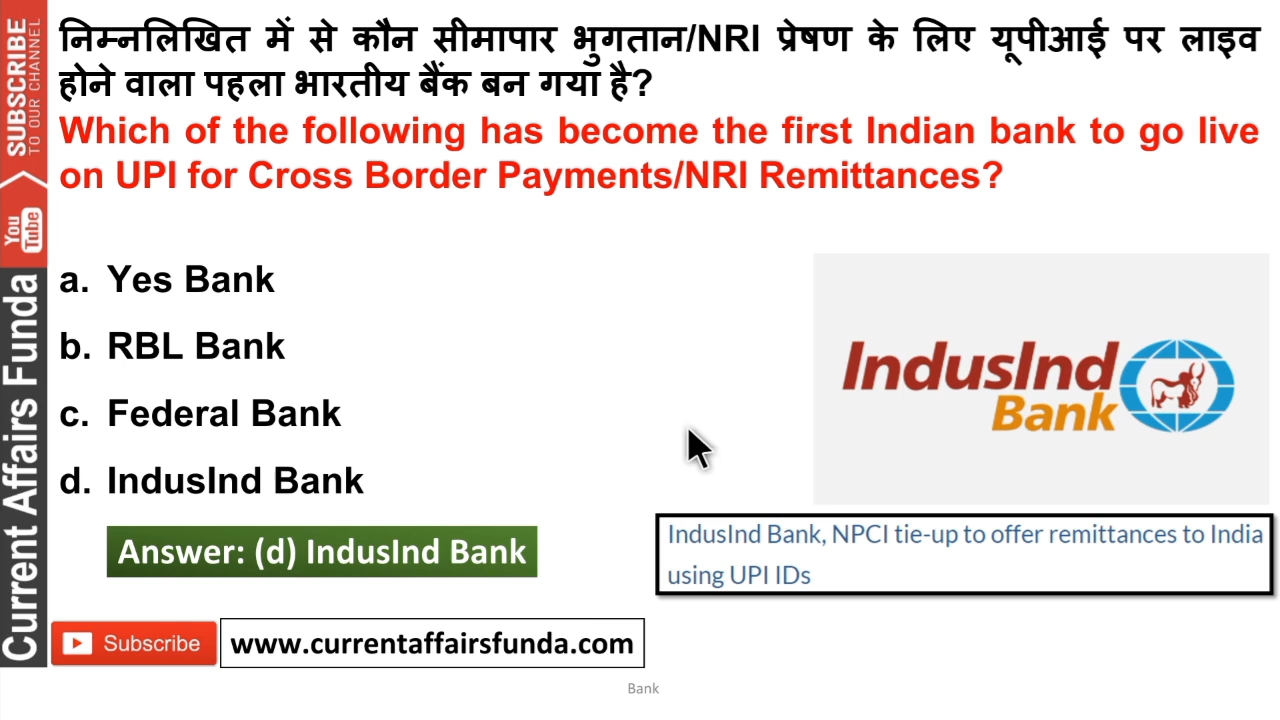 SUBSCRIBE
TO OUR CHANNEL
You
Tube
Current Affairs Funda
निम्नलिखित में से कौन सीमापार भुगतान/NRI प्रेषण के लिए यूपीआई पर लाइव
होने वाला पहला भारतीय बैंक बन गया है?
Which of the following has become the first Indian bank to go live
on UPI for Cross Border Payments/NRI Remittances?
a. Yes Bank
b. RBL Bank
c. Federal Bank
d. IndusInd Bank
IndusInd
Bank
Answer: (d) IndusInd Bank
IndusInd Bank, NPCI tie-up to offer remittances to India
using UPI IDs
Subscribe
www.currentaffairsfunda.com
Bank